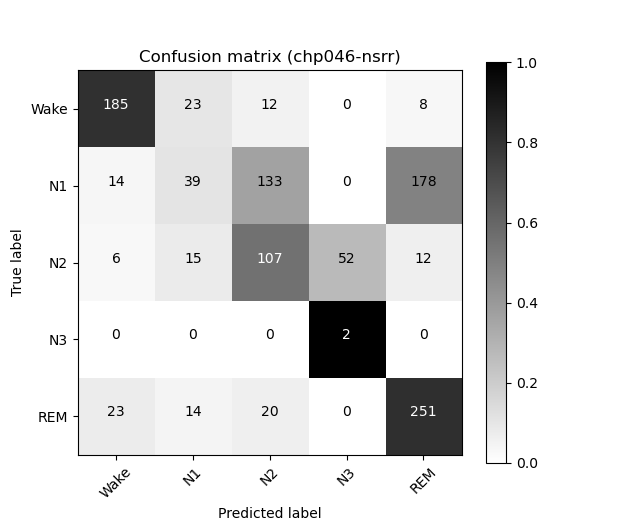 Confusion matrix (chp046-nsrr)
True label
Wake 185 23 12 0 8
N1 14 39 133 0 178
N2 6 15 107 52 12
N3 0 0 0 2 0
REM 23 14 20 0 251
Wake N1 N2 N3 REM
Predicted label
1.0
0.8
0.6
0.4
0.2
0.0